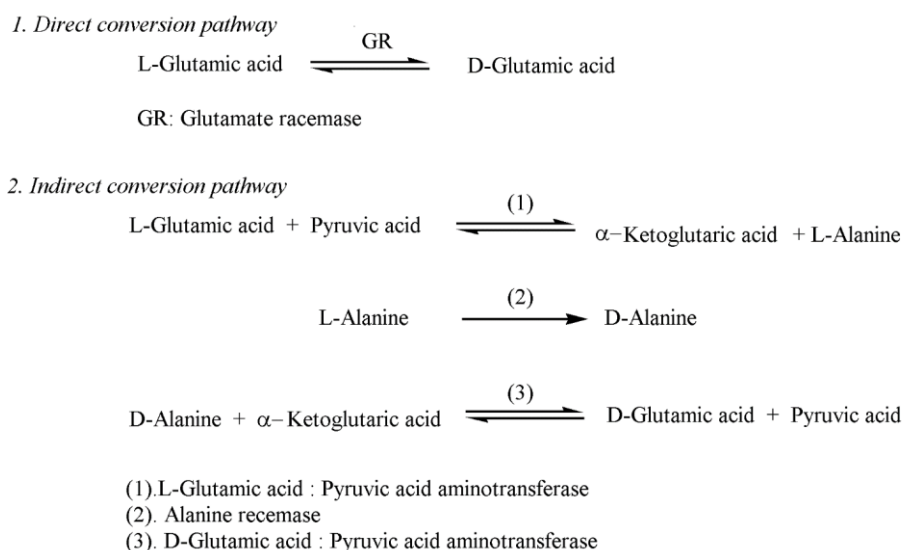 1. Direct conversion pathway
GR
L-Glutamic acid D-Glutamic acid
GR: Glutamate racemase
2. Indirect conversion pathway
(1)
L-Glutamic acid + Pyruvic acid α−Ketoglutaric acid + L-Alanine
(2)
L-Alanine D-Alanine
(3)
D-Alanine + α−Ketoglutaric acid D-Glutamic acid + Pyruvic acid
(1).L-Glutamic acid : Pyruvic acid aminotransferase
(2). Alanine recemase
(3). D-Glutamic acid : Pyruvic acid aminotransferase